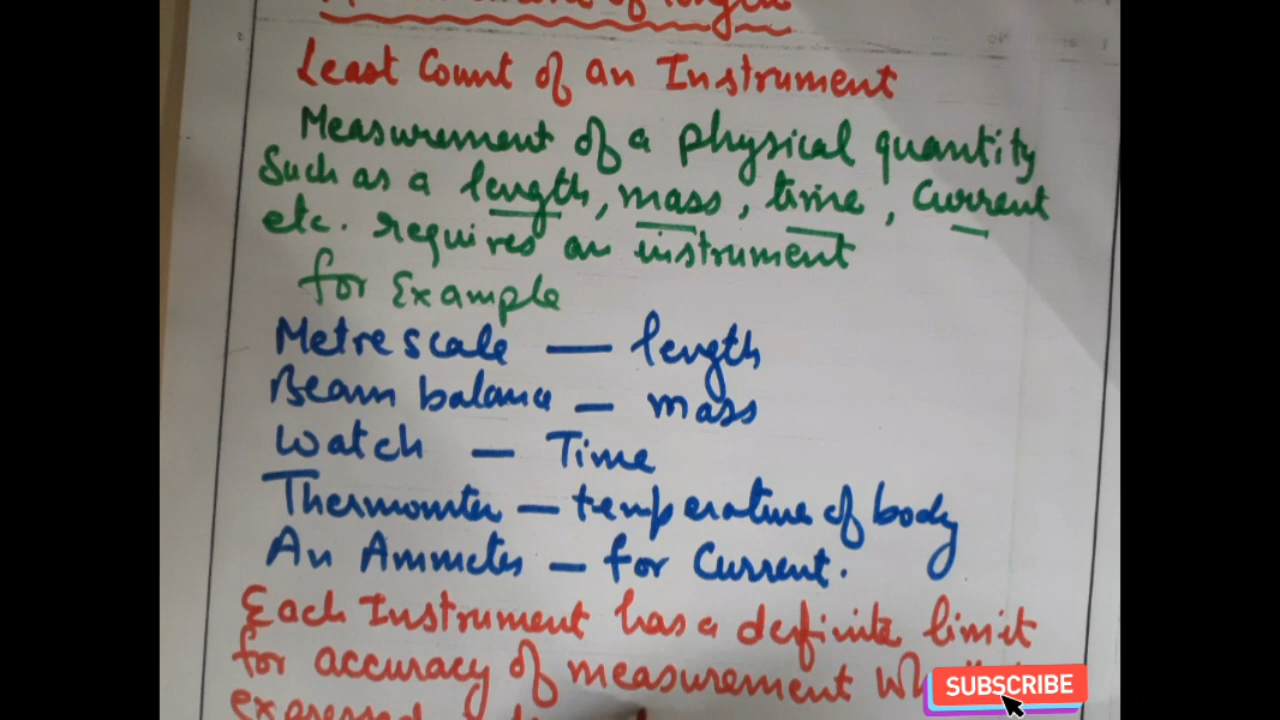 of length
Least Count of an Instrument
Measurement of a physical quantity
Such as a length, mass, time, Current
etc. requires an instrument
for Example
Metre scale — length
Beam balance — mass
Watch — Time
Thermometer — temperature of body
An Ammeter — for Current.
Each Instrument has a definite limit
for accuracy of measurement
SUBSCRIBE